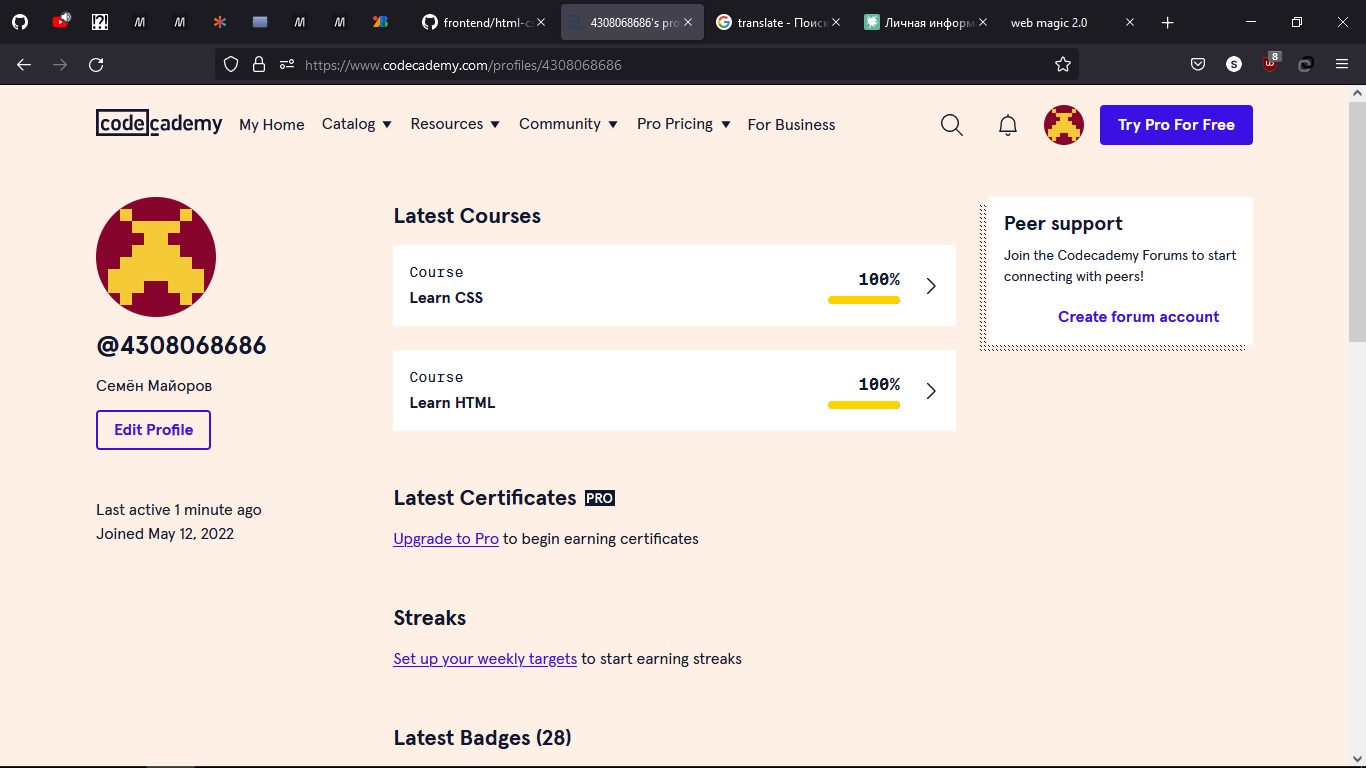 frontend/html-c
4308068686's pro
translate - Поиск
Личная информ
web magic 2.0
https://www.codecademy.com/profiles/4308068686
S
8
codecademy
My Home
Catalog
Resources
Community
Pro Pricing
For Business
Try Pro For Free
@4308068686
Семён Майоров
Edit Profile
Last active 1 minute ago
Joined May 12, 2022
Latest Courses
Course
Learn CSS
100%
Course
Learn HTML
100%
Latest Certificates PRO
Upgrade to Pro to begin earning certificates
Streaks
Set up your weekly targets to start earning streaks
Latest Badges (28)
Peer support
Join the Codecademy Forums to start
connecting with peers!
Create forum account